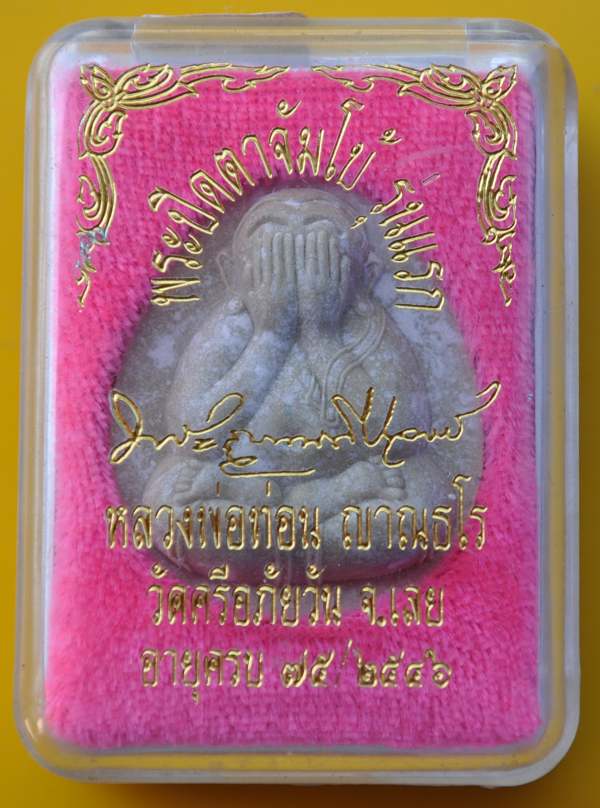 พระปิดตาจัมโบ้ รุ่นแรก
หลวงพ่อท่อน ญาณธโร
วัดศรีอภัยวัน จ.เลย
อายุครบ ๗๕/๒๕๔๖